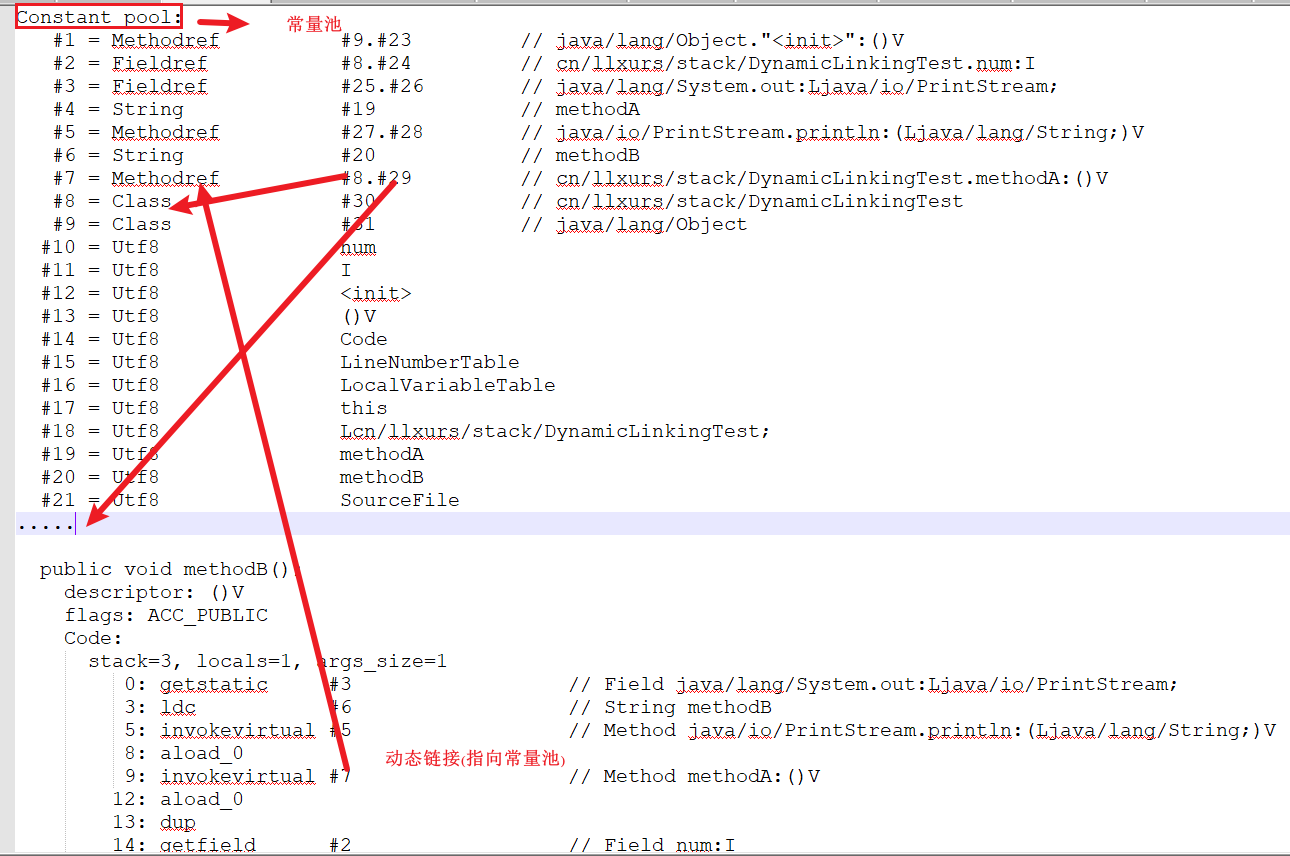 Constant pool: 常量池
#1 = Methodref #9.#23 // java/lang/Object."<init>":()V
#2 = Fieldref #8.#24 // cn/llxurs/stack/DynamicLinkingTest.num:I
#3 = Fieldref #25.#26 // java/lang/System.out:Ljava/io/PrintStream;
#4 = String #19 // methodA
#5 = Methodref #27.#28 // java/io/PrintStream.println:(Ljava/lang/String;)V
#6 = String #20 // methodB
#7 = Methodref #8.#29 // cn/llxurs/stack/DynamicLinkingTest.methodA:()V
#8 = Class #30 // cn/llxurs/stack/DynamicLinkingTest
#9 = Class #31 // java/lang/Object
#10 = Utf8 num
#11 = Utf8 I
#12 = Utf8 <init>
#13 = Utf8 ()V
#14 = Utf8 Code
#15 = Utf8 LineNumberTable
#16 = Utf8 LocalVariableTable
#17 = Utf8 this
#18 = Utf8 Lcn/llxurs/stack/DynamicLinkingTest;
#19 = Utf8 methodA
#20 = Utf8 methodB
#21 = Utf8 SourceFile
.....
public void methodB()
descriptor: ()V
flags: ACC_PUBLIC
Code:
stack=3, locals=1, args_size=1
0: getstatic #3 // Field java/lang/System.out:Ljava/io/PrintStream;
3: ldc #6 // String methodB
5: invokevirtual #5 // Method java/io/PrintStream.println:(Ljava/lang/String;)V
8: aload_0 动态链接(指向常量池)
9: invokevirtual #7 // Method methodA:()V
12: aload_0
13: dup
14: getfield #2 // Field num:I